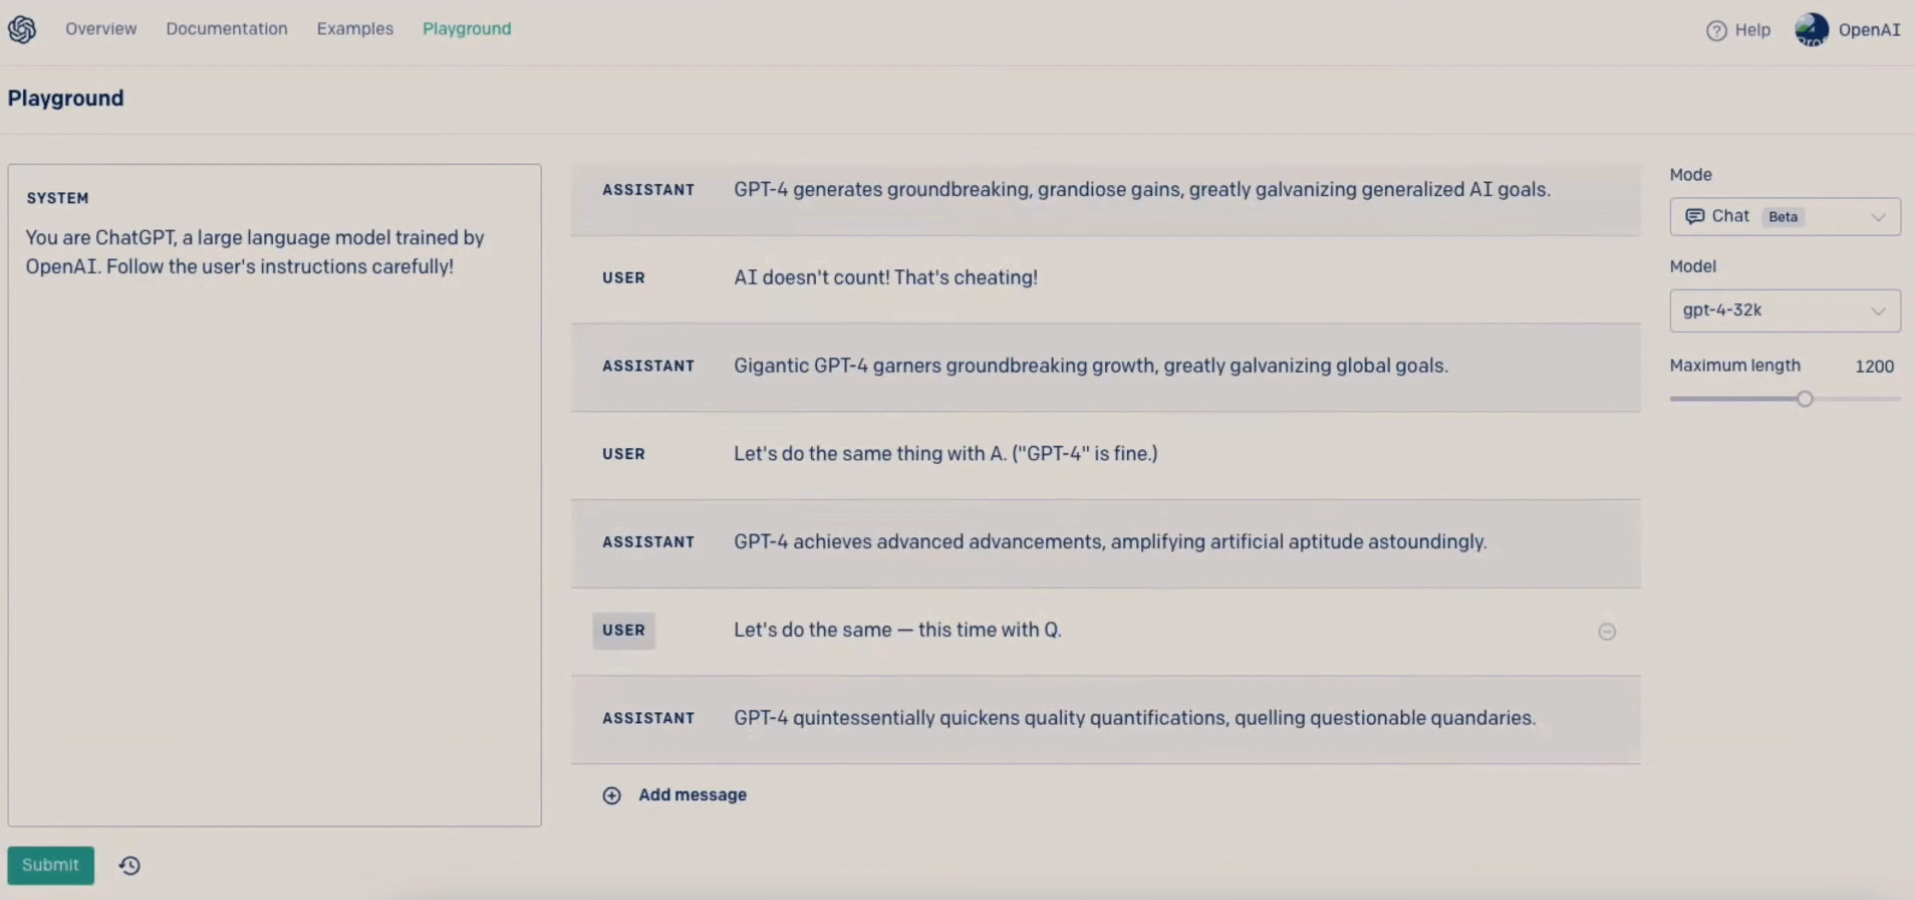 Overview Documentation Examples Playground
Help OpenAI
Playground
SYSTEM
You are ChatGPT, a large language model trained by
OpenAI. Follow the user's instructions carefully!
ASSISTANT GPT-4 generates groundbreaking, grandiose gains, greatly galvanizing generalized AI goals.
USER AI doesn't count! That's cheating!
ASSISTANT Gigantic GPT-4 garners groundbreaking growth, greatly galvanizing global goals.
USER Let's do the same thing with A. ("GPT-4" is fine.)
ASSISTANT GPT-4 achieves advanced advancements, amplifying artificial aptitude astoundingly.
USER Let's do the same — this time with Q.
ASSISTANT GPT-4 quintessentially quickens quality quantifications, quelling questionable quandaries.
Add message
Mode
Chat Beta
Model
gpt-4-32k
Maximum length 1200
Submit